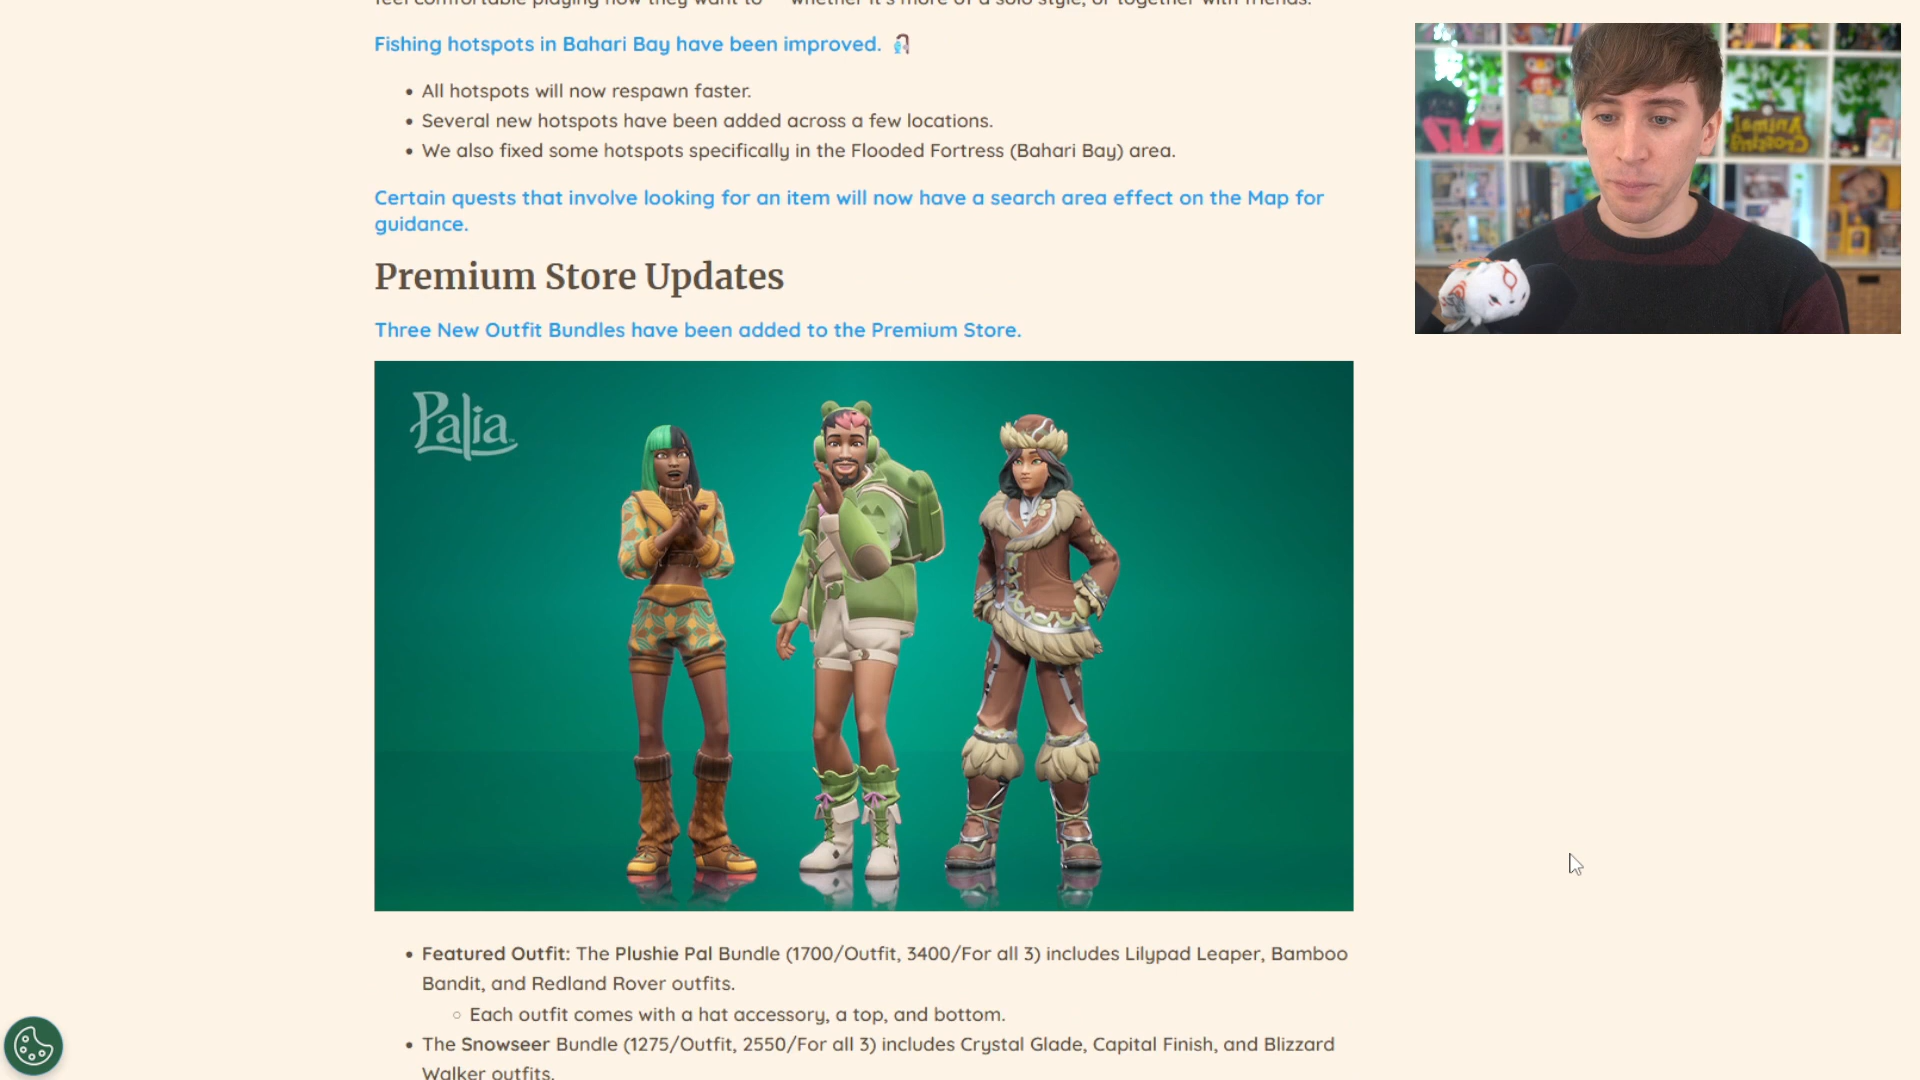 Fishing hotspots in Bahari Bay have been improved.
• All hotspots will now respawn faster.
• Several new hotspots have been added across a few locations.
• We also fixed some hotspots specifically in the Flooded Fortress (Bahari Bay) area.
Certain quests that involve looking for an item will now have a search area effect on the Map for
guidance.
Premium Store Updates
Three New Outfit Bundles have been added to the Premium Store.
Palia
• Featured Outfit: The Plushie Pal Bundle (1700/Outfit, 3400/For all 3) includes Lilypad Leaper, Bamboo
Bandit, and Redland Rover outfits.
○ Each outfit comes with a hat accessory, a top, and bottom.
• The Snowseer Bundle (1275/Outfit, 2550/For all 3) includes Crystal Glade, Capital Finish, and Blizzard
Walker outfits.
Animal
Crossing